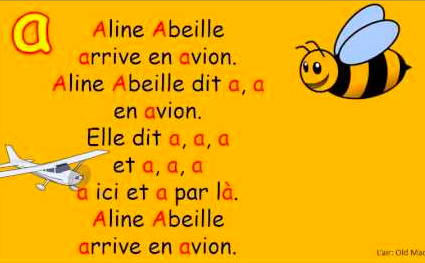 a
Aline Abeille
arrive en avion.
Aline Abeille dit a, a
en avion.
Elle dit a, a, a
et a, a, a
a ici et a par là.
Aline Abeille
arrive en avion.
L'air: Old Mac